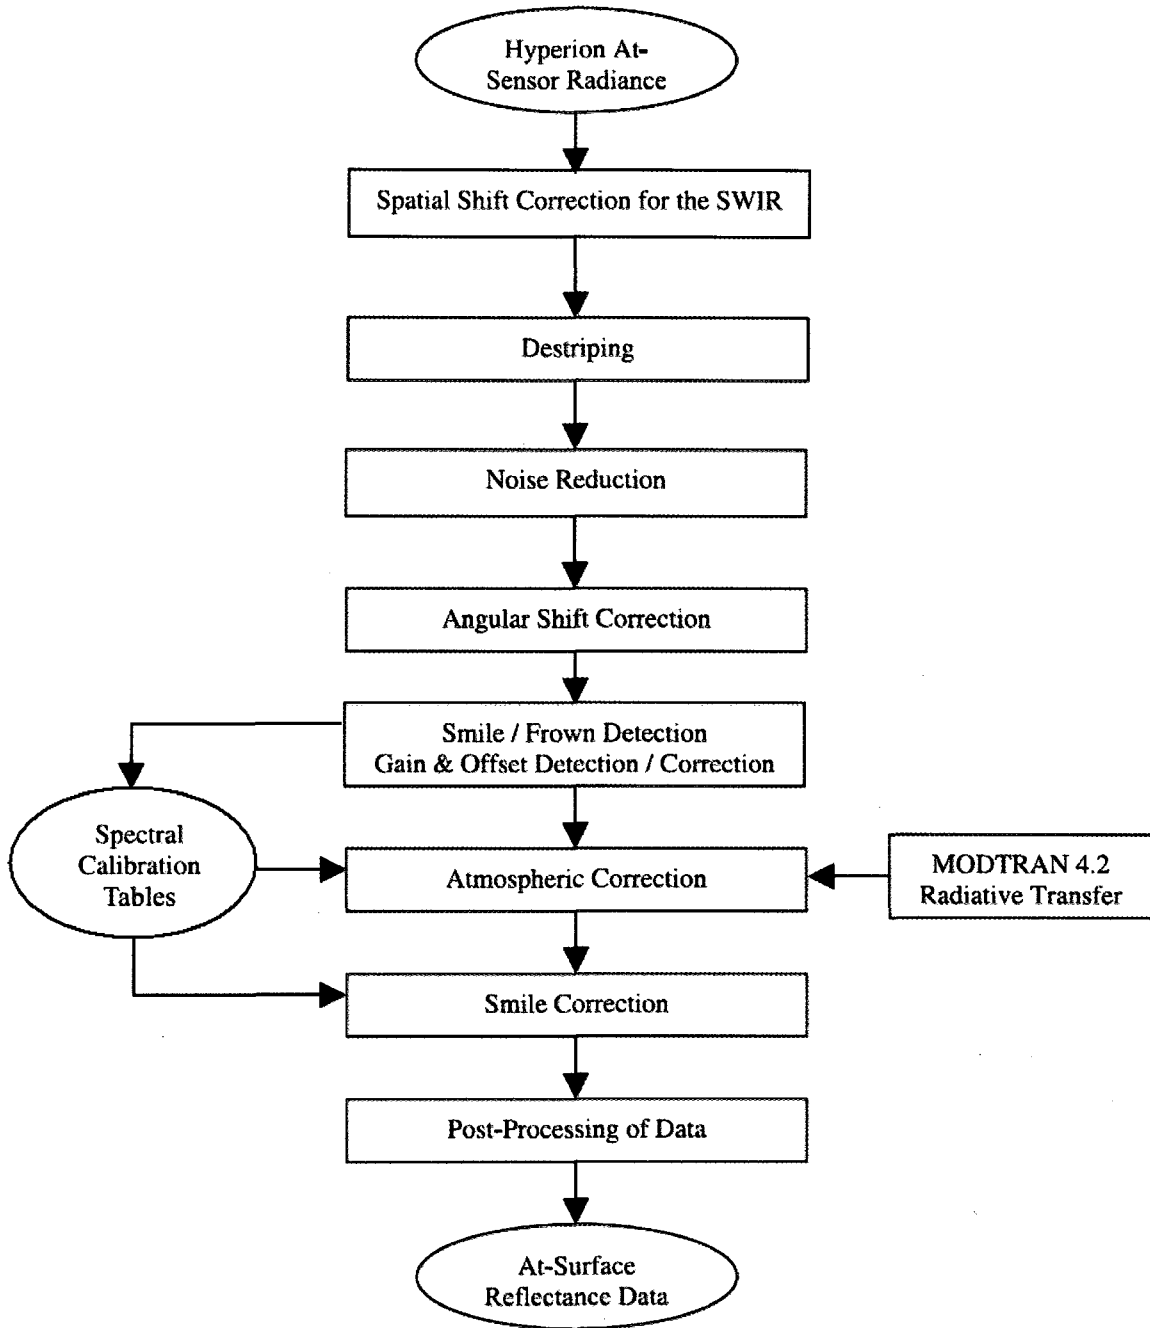 Hyperion At-
Sensor Radiance
Spatial Shift Correction for the SWIR
Destriping
Noise Reduction
Angular Shift Correction
Smile / Frown Detection
Gain & Offset Detection / Correction
Spectral
Calibration
Tables
Atmospheric Correction
MODTRAN 4.2
Radiative Transfer
Smile Correction
Post-Processing of Data
At-Surface
Reflectance Data